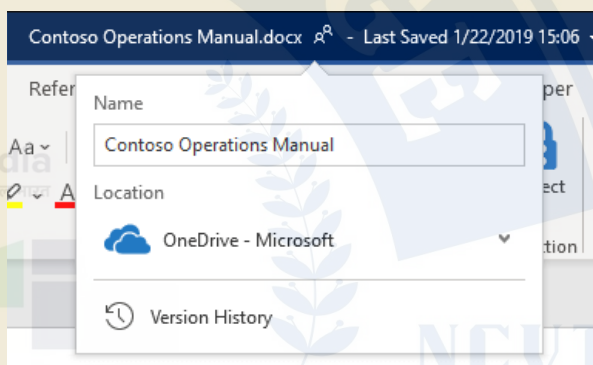 Contoso Operations Manual.docx - Last Saved 1/22/2019 15:06
Refer
per
Name
Contoso Operations Manual
Aa
Location
A
ect
OneDrive - Microsoft
tion
Version History
NCVT